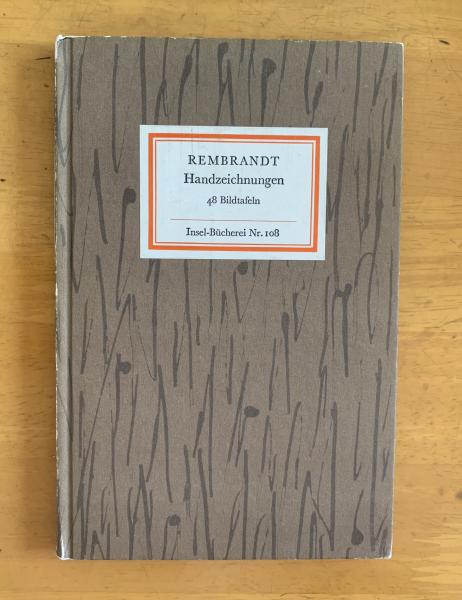 REMBRANDT
Handzeichnungen
48 Bildtafeln
Insel-Bücherei Nr. 108